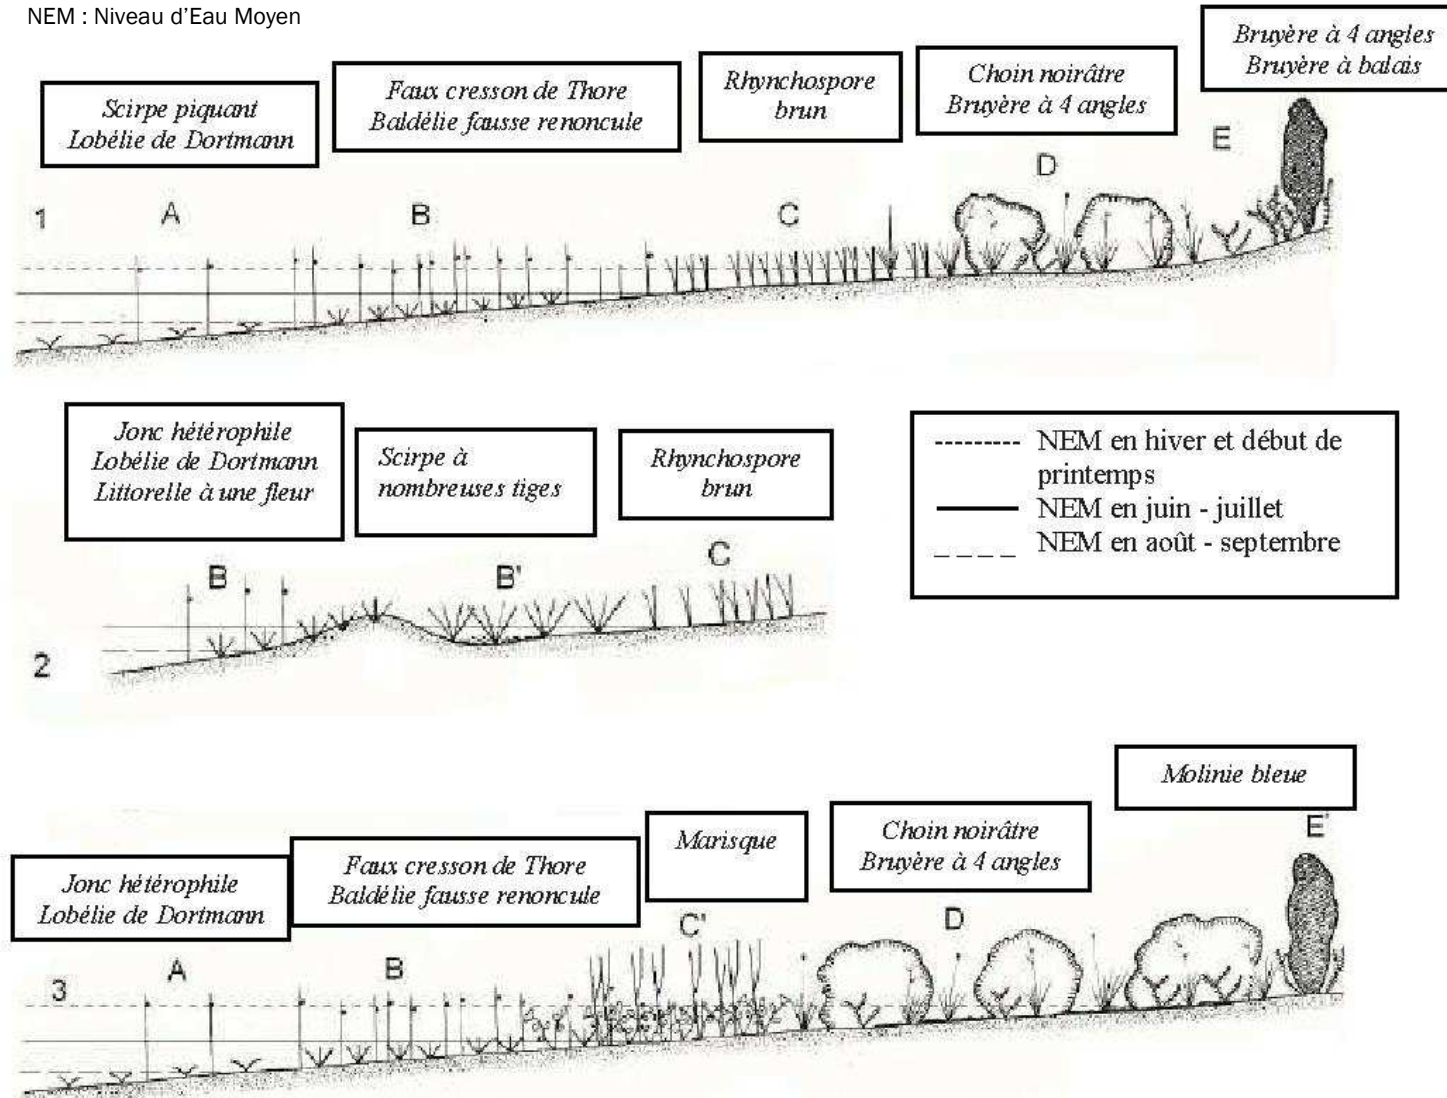 NEM : Niveau d’Eau Moyen
Bruyère à 4 angles
Bruyère à balais
Scirpe piquant
Lobélie de Dortmann
Faux cresson de Thore
Baldélie fausse renoncule
Rhynchospore
brun
Choin noirâtre
Bruyère à 4 angles
1
A
B
C
D
E
Jonc hétérophile
Lobélie de Dortmann
Littorelle à une fleur
Scirpe à
nombreuses tiges
Rhynchospore
brun
NEM en hiver et début de
printemps
NEM en juin - juillet
NEM en août - septembre
2
B
B'
C
Molinie bleue
Jonc hétérophile
Lobélie de Dortmann
Faux cresson de Thore
Baldélie fausse renoncule
Marisque
Choin noirâtre
Bruyère à 4 angles
3
A
B
C'
D
E'